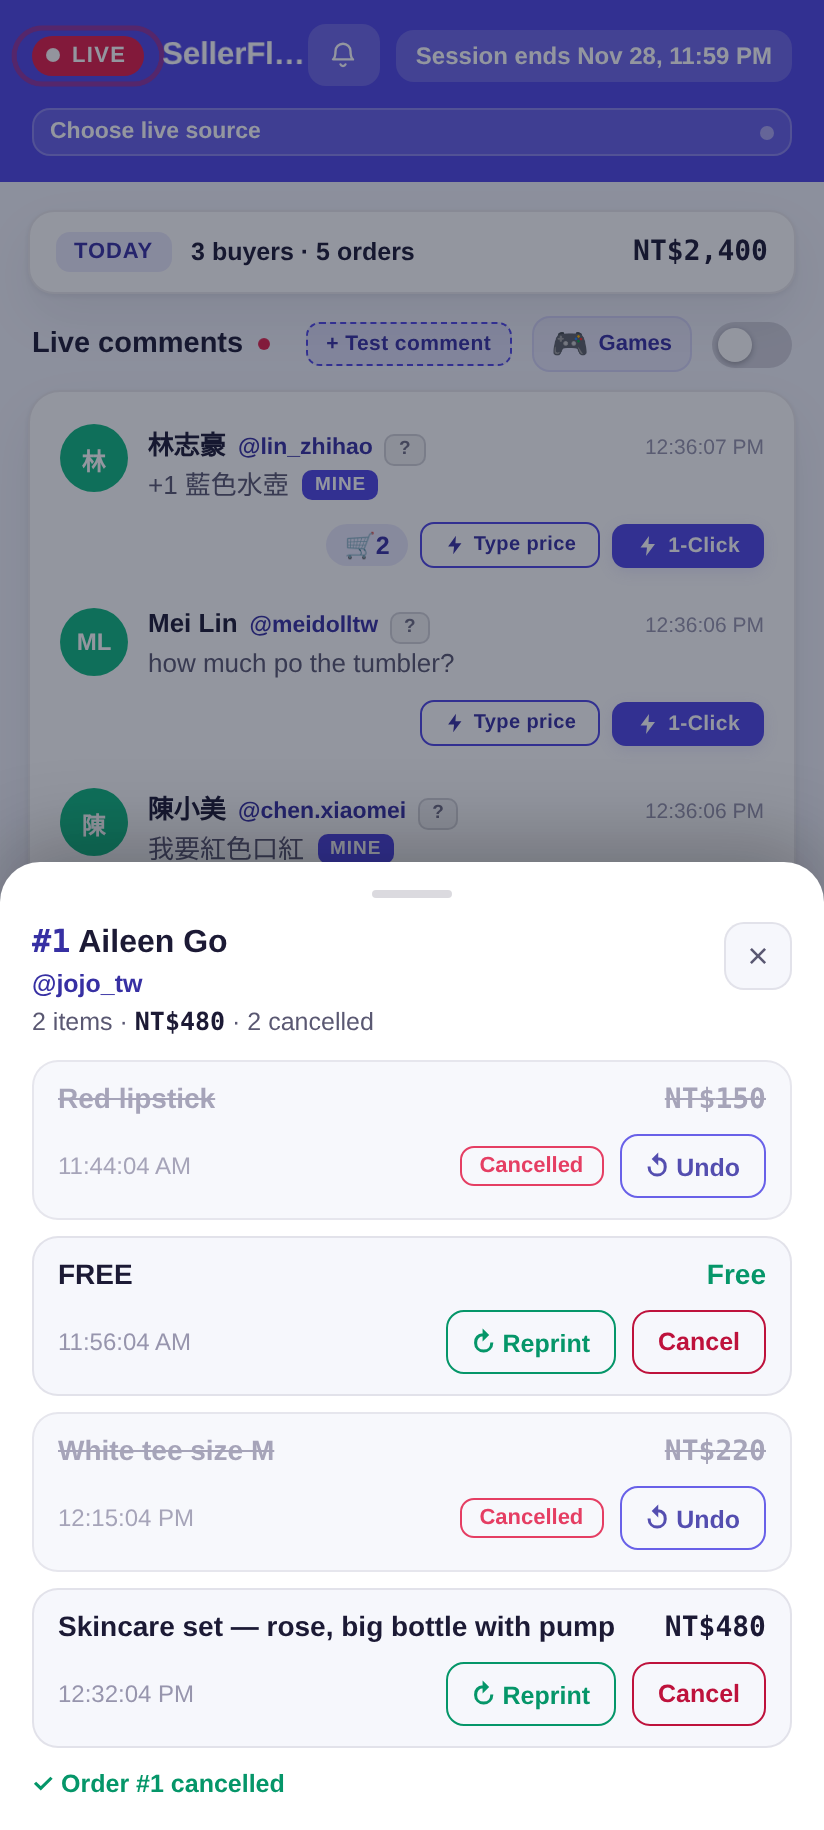 LIVE SellerFl... Session ends Nov 28, 11:59 PM
Choose live source
TODAY 3 buyers · 5 orders NT$2,400
Live comments + Test comment 🎮 Games
林 林志豪 @lin_zhihao ? 12:36:07 PM
+1 藍色水壺 MINE
🛒2 Type price 1-Click
ML Mei Lin @meidolltw ? 12:36:06 PM
how much po the tumbler?
Type price 1-Click
陳 陳小美 @chen.xiaomei ? 12:36:06 PM
我要紅色口紅 MINE
#1 Aileen Go
@jojo_tw
2 items · NT$480 · 2 cancelled
Red lipstick NT$150
11:44:04 AM Cancelled Undo
FREE Free
11:56:04 AM Reprint Cancel
White tee size M NT$220
12:15:04 PM Cancelled Undo
Skincare set — rose, big bottle with pump NT$480
12:32:04 PM Reprint Cancel
✓ Order #1 cancelled